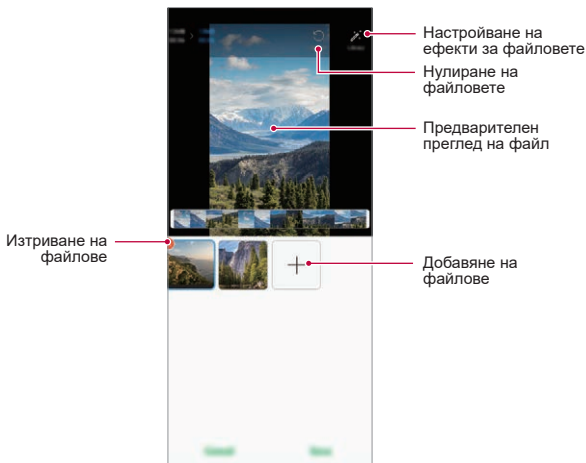 Настройване на
ефекти за файловете
Нулиране на
файловете
Предварителен
преглед на файл
Изтриване на
файлове
Добавяне на
файлове